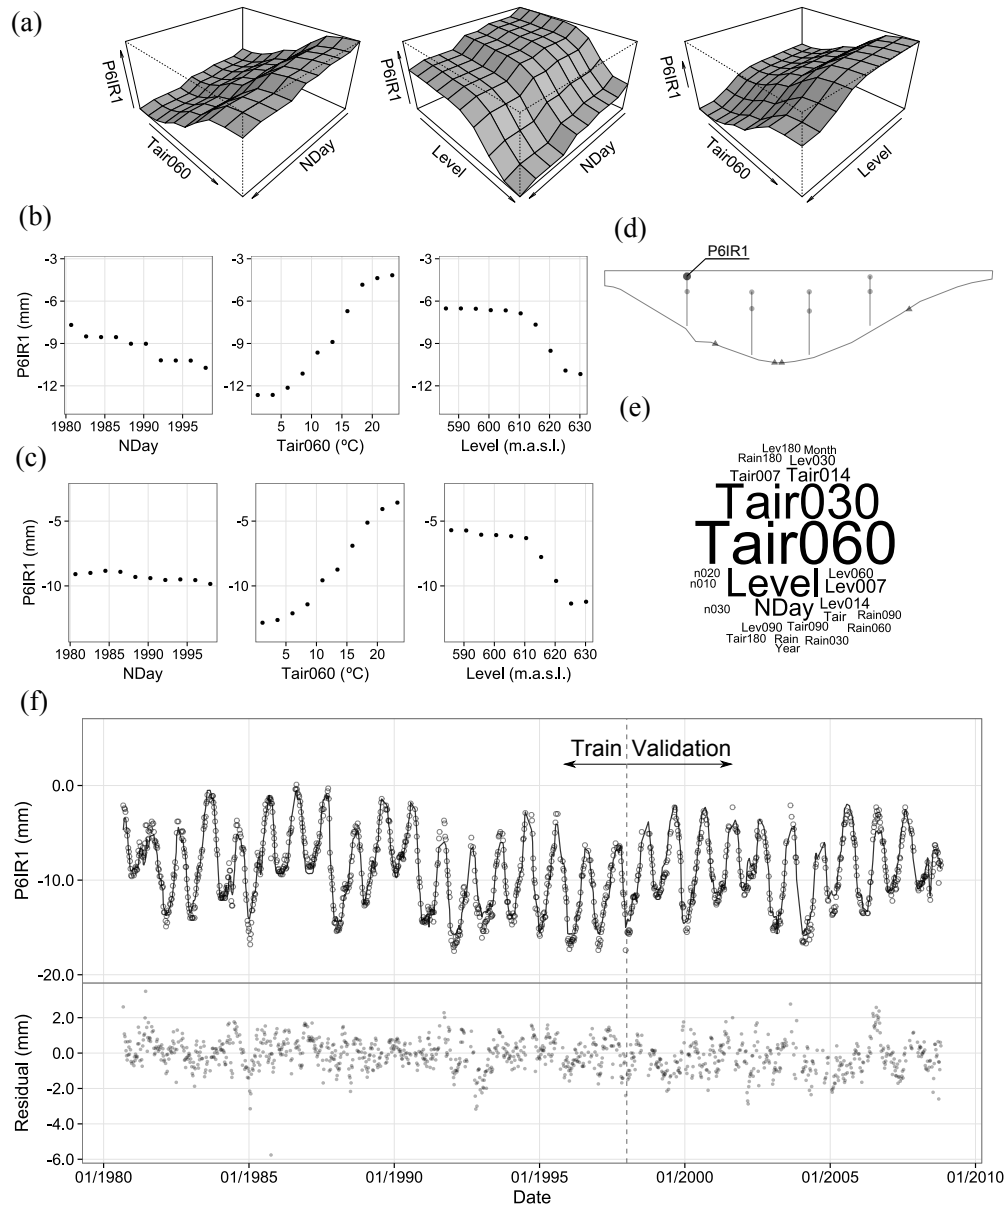 (a)
P6IR1
Tair060
NDay
P6IR1
Level
NDay
P6IR1
Tair060
Level
(b)
P6IR1 (mm)
-3
-6
-9
-12
1980 1985 1990 1995
NDay
-3
-6
-9
-12
0 5 10 15 20
Tair060 (ºC)
-3
-6
-9
-12
590 600 610 620 630
Level (m.a.s.l.)
(c)
P6IR1 (mm)
-5
-10
1980 1985 1990 1995
NDay
-5
-10
5 10 15 20
Tair060 (ºC)
-5
-10
590 600 610 620 630
Level (m.a.s.l.)
(d)
P6IR1
(e)
Lev180 Month
Rain180 Lev030
Tair007 Tair014
Tair030
Tair060
n020 Level Lev060
n010 Lev007
n030 NDay Lev014
Tair Rain090
Lev090 Tair090 Rain060
Tair180 Rain Rain030
Year
(f)
Train Validation
P6IR1 (mm)
0.0
-10.0
-20.0
Residual (mm)
2.0
0.0
-2.0
-4.0
-6.0
01/1980 01/1985 01/1990 01/1995 01/2000 01/2005 01/2010
Date